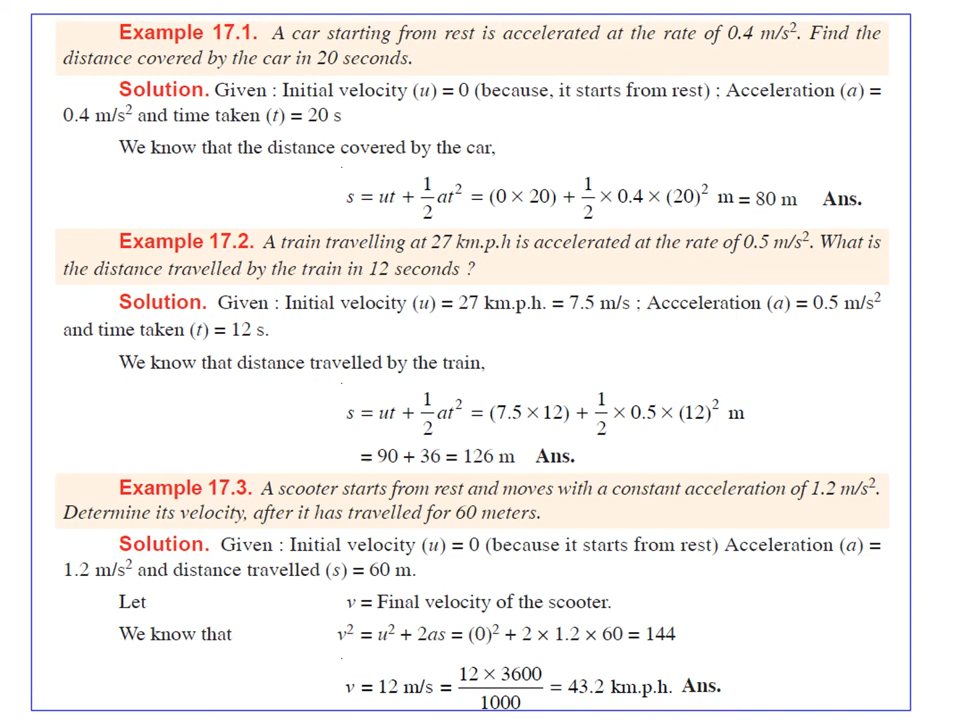 Example 17.1. A car starting from rest is accelerated at the rate of 0.4 m/s². Find the
distance covered by the car in 20 seconds.
Solution. Given : Initial velocity (u) = 0 (because, it starts from rest) ; Acceleration (a) =
0.4 m/s² and time taken (t) = 20 s
We know that the distance covered by the car,
s = ut + 1/2 at² = (0 × 20) + 1/2 × 0.4 × (20)² m = 80 m Ans.
Example 17.2. A train travelling at 27 km.p.h is accelerated at the rate of 0.5 m/s². What is
the distance travelled by the train in 12 seconds ?
Solution. Given : Initial velocity (u) = 27 km.p.h. = 7.5 m/s ; Accceleration (a) = 0.5 m/s²
and time taken (t) = 12 s.
We know that distance travelled by the train,
s = ut + 1/2 at² = (7.5 × 12) + 1/2 × 0.5 × (12)² m
= 90 + 36 = 126 m Ans.
Example 17.3. A scooter starts from rest and moves with a constant acceleration of 1.2 m/s².
Determine its velocity, after it has travelled for 60 meters.
Solution. Given : Initial velocity (u) = 0 (because it starts from rest) Acceleration (a) =
1.2 m/s² and distance travelled (s) = 60 m.
Let v = Final velocity of the scooter.
We know that v² = u² + 2as = (0)² + 2 × 1.2 × 60 = 144
v = 12 m/s = 12 × 3600/1000 = 43.2 km.p.h. Ans.